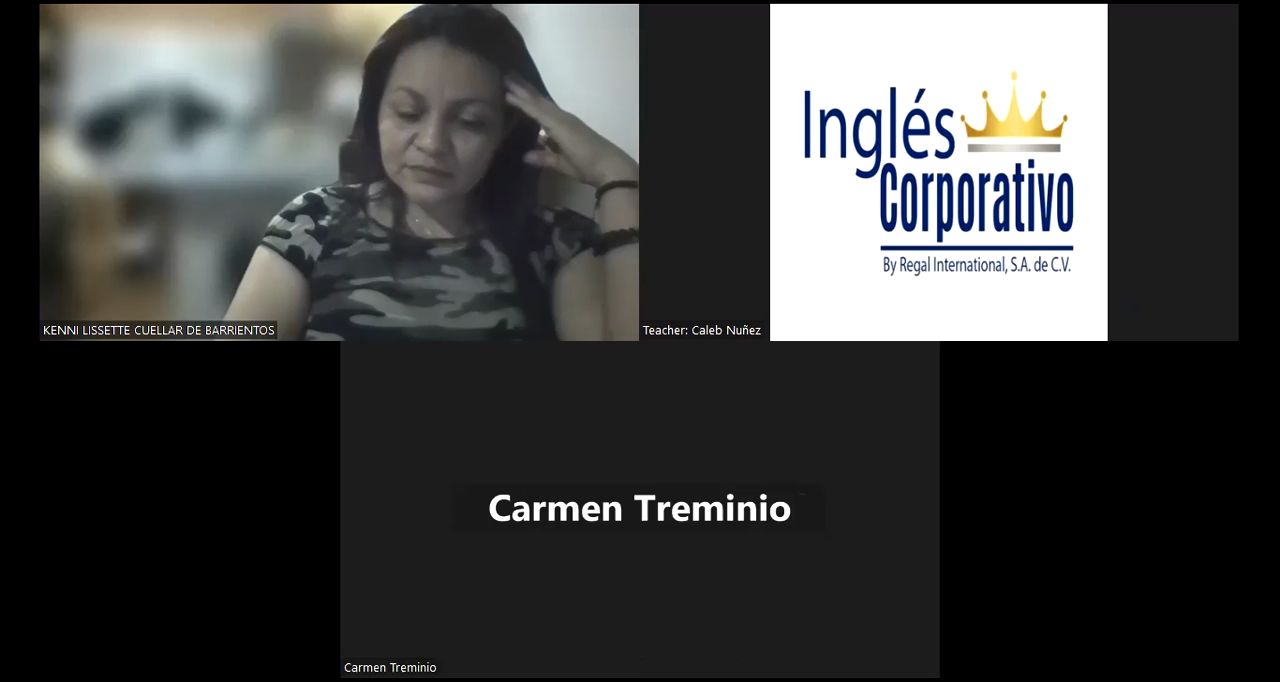 KENNI LISSETTE CUELLAR DE BARRIENTOS
Inglés
Corporativo
By Regal International, S.A. de C.V.
Teacher: Caleb Nuñez
Carmen Treminio
Carmen Treminio